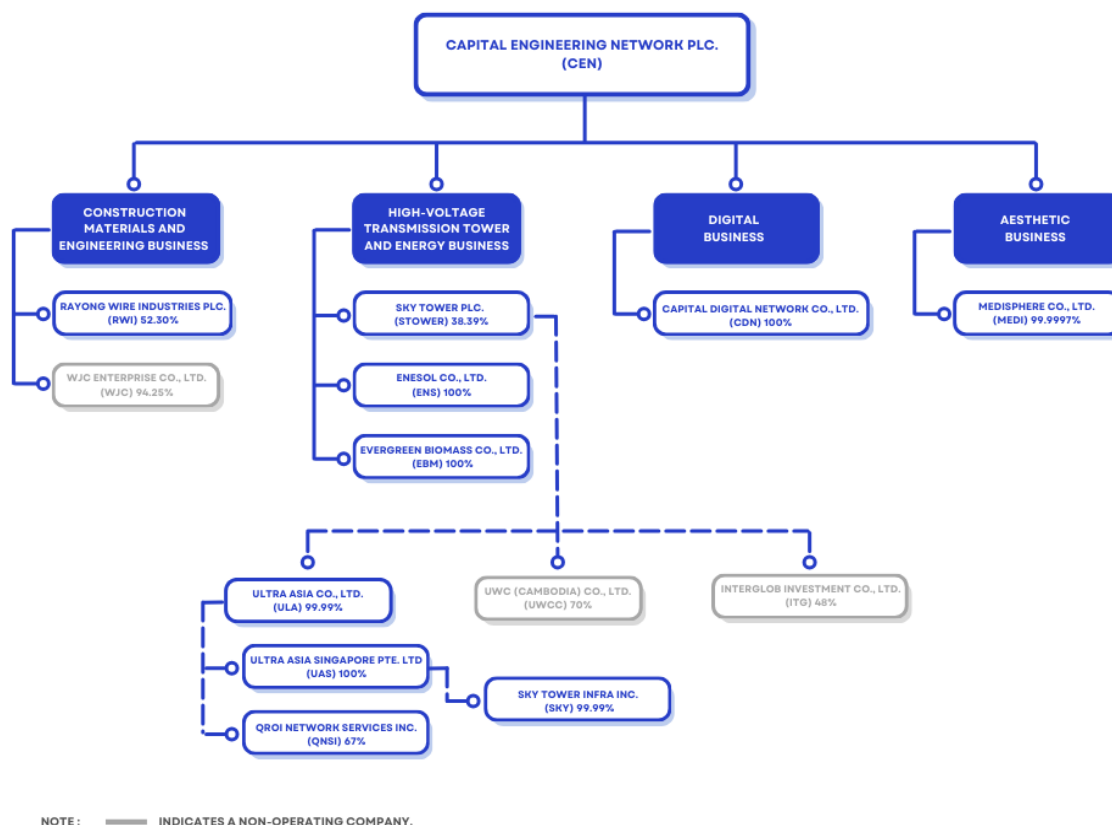 CAPITAL ENGINEERING NETWORK PLC.
(CEN)
CONSTRUCTION
MATERIALS AND
ENGINEERING BUSINESS
HIGH-VOLTAGE
TRANSMISSION TOWER
AND ENERGY BUSINESS
DIGITAL
BUSINESS
AESTHETIC
BUSINESS
RAYONG WIRE INDUSTRIES PLC.
(RWI) 52.30%
SKY TOWER PLC.
(STOWER) 38.39%
CAPITAL DIGITAL NETWORK CO., LTD.
(CDN) 100%
MEDISPHERE CO., LTD.
(MEDI) 99.9997%
WJC ENTERPRISE CO., LTD.
(WJC) 94.25%
ENESOL CO., LTD.
(ENS) 100%
EVERGREEN BIOMASS CO., LTD.
(EBM) 100%
ULTRA ASIA CO., LTD.
(ULA) 99.99%
UWC (CAMBODIA) CO., LTD.
(UWCC) 70%
INTERGLOB INVESTMENT CO., LTD.
(ITG) 48%
ULTRA ASIA SINGAPORE PTE. LTD
(UAS) 100%
SKY TOWER INFRA INC.
(SKY) 99.99%
QROI NETWORK SERVICES INC.
(QNSI) 67%
NOTE : INDICATES A NON-OPERATING COMPANY.